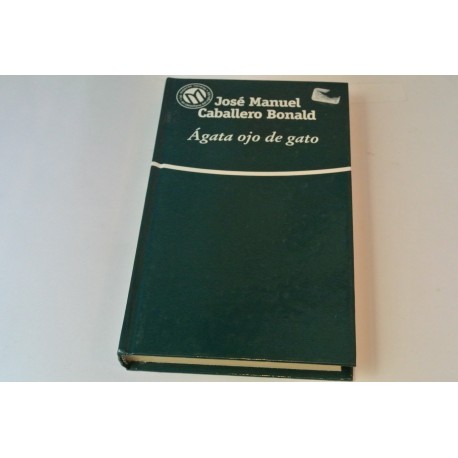 José Manuel
Caballero Bonald
Ágata ojo de gato